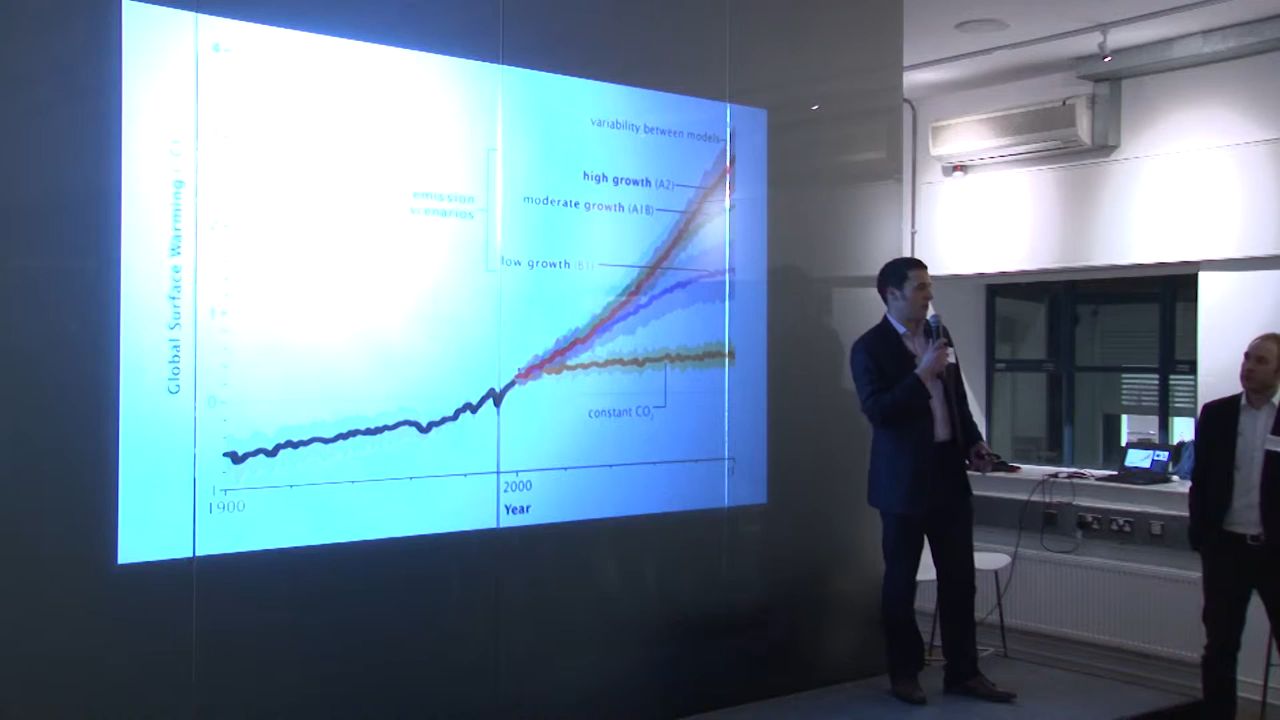 variability between models
high growth (A2)
emission
scenarios
moderate growth (A1B)
low growth (B1)
Global Surface Warming (C)
constant CO2
1900
2000
Year